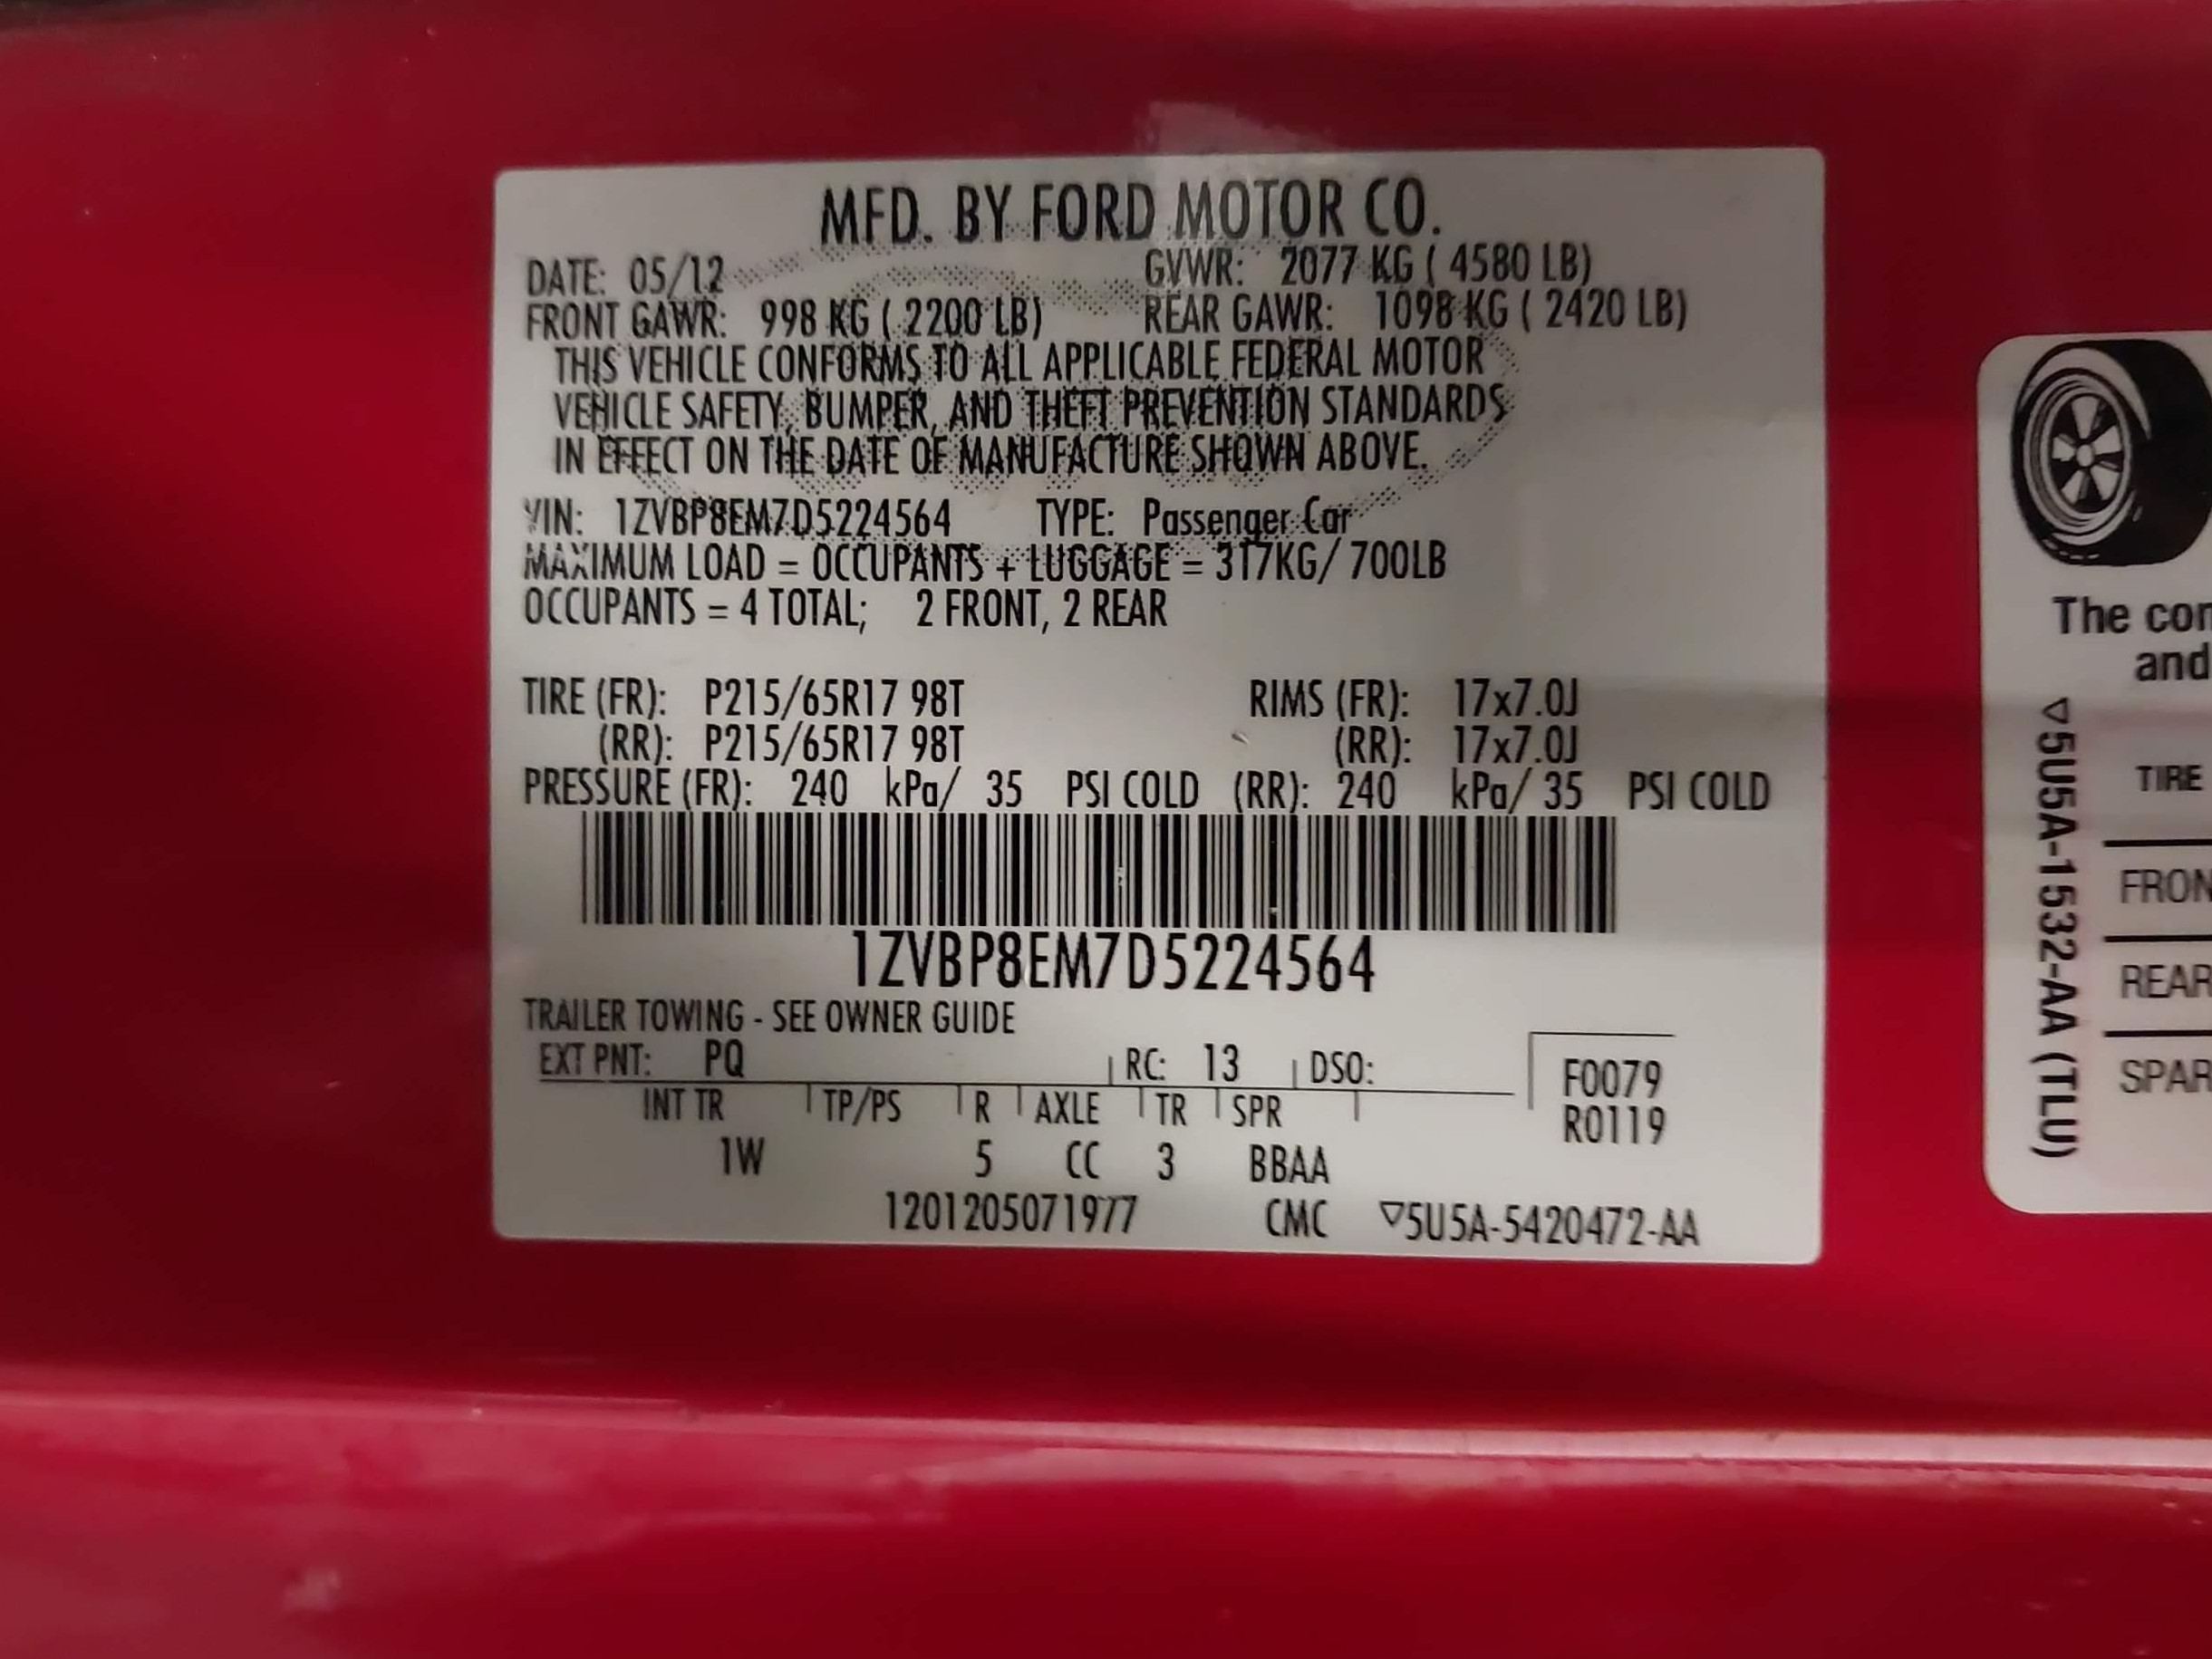 MFD. BY FORD MOTOR CO.
DATE: 05/12 GVWR: 2077 KG ( 4580 LB)
FRONT GAWR: 998 KG ( 2200 LB) REAR GAWR: 1098 KG ( 2420 LB)
THIS VEHICLE CONFORMS TO ALL APPLICABLE FEDERAL MOTOR
VEHICLE SAFETY, BUMPER, AND THEFT PREVENTION STANDARDS
IN EFFECT ON THE DATE OF MANUFACTURE SHOWN ABOVE.
VIN: 1ZVBP8EM7D5224564 TYPE: Passenger Car
MAXIMUM LOAD = OCCUPANTS + LUGGAGE = 317KG/ 700LB
OCCUPANTS = 4 TOTAL; 2 FRONT, 2 REAR
TIRE (FR): P215/65R17 98T RIMS (FR): 17x7.0J
(RR): P215/65R17 98T (RR): 17x7.0J
PRESSURE (FR): 240 kPa/ 35 PSI COLD (RR): 240 kPa/ 35 PSI COLD
1ZVBP8EM7D5224564
TRAILER TOWING - SEE OWNER GUIDE
EXT PNT: PQ RC: 13 DSO:
F0079
INT TR TP/PS R AXLE TR SPR
R0119
1W 5 CC 3 BBAA
1201205071977 CMC ▽5U5A-5420472-AA
The con
and
▽5U5A-1532-AA (TLU)
TIRE
FRON
REAR
SPAR